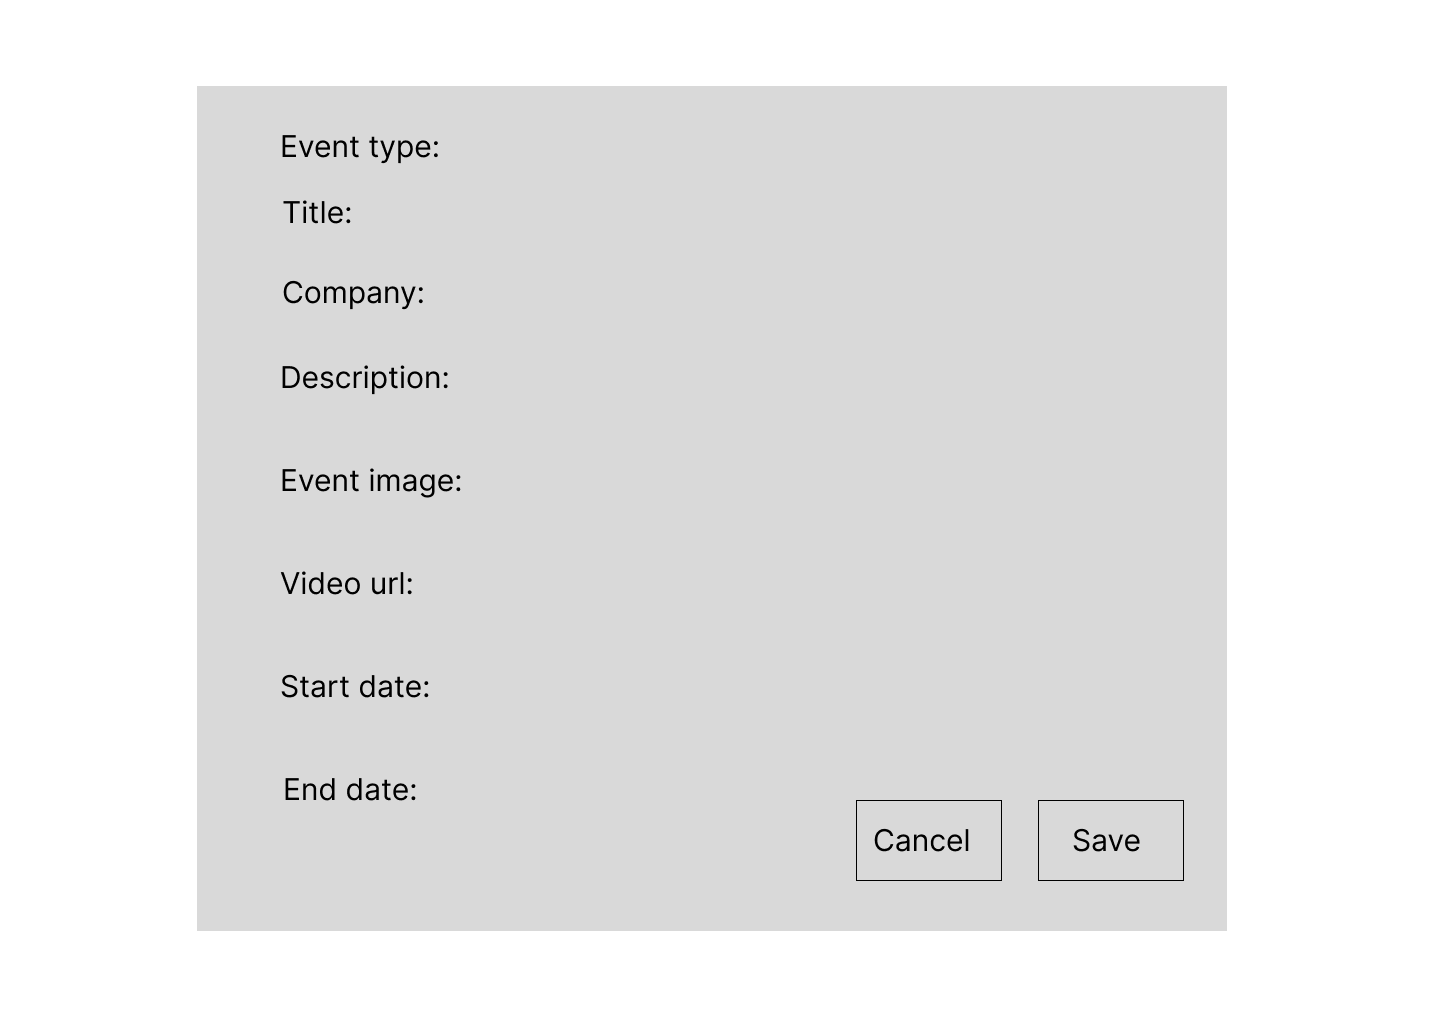 Event type:
Title:
Company:
Description:
Event image:
Video url:
Start date:
End date:
Cancel
Save